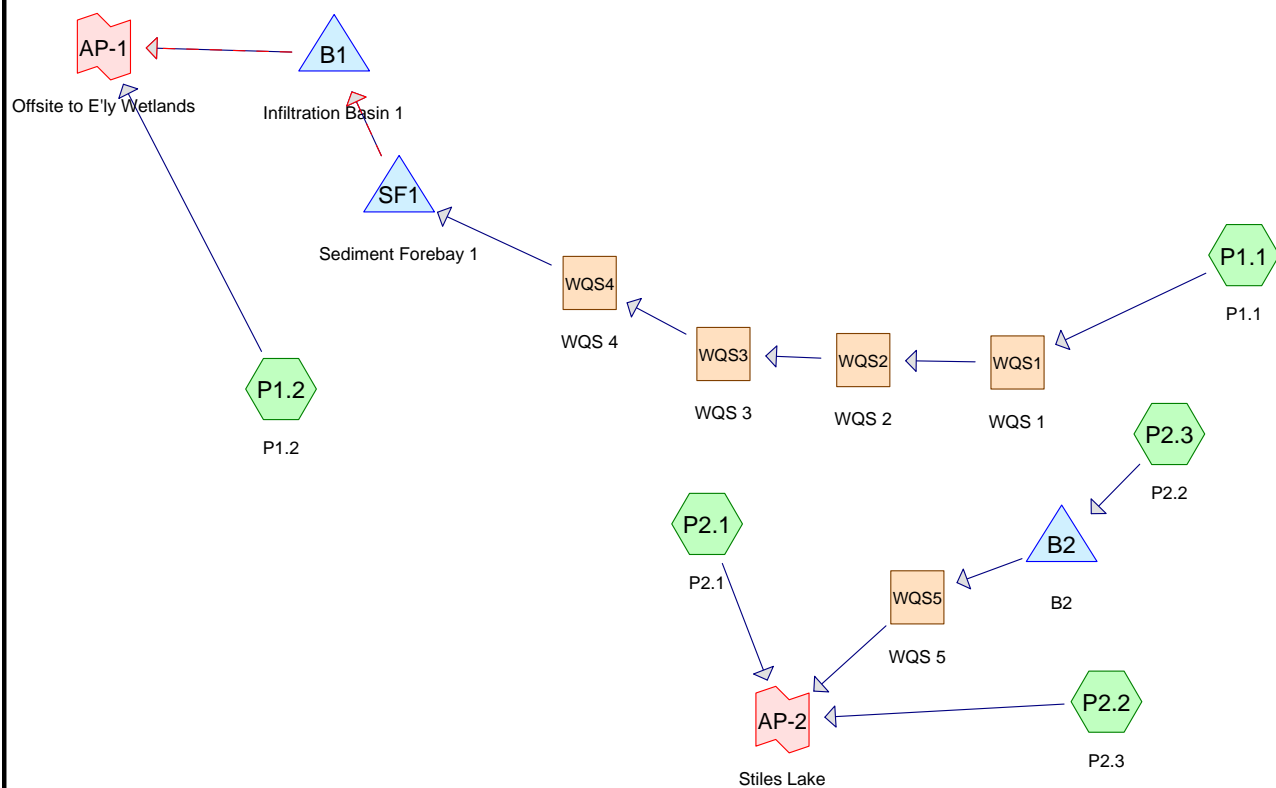 AP-1
Offsite to E'ly Wetlands
B1
Infiltration Basin 1
SF1
Sediment Forebay 1
WQS4
WQS 4
WQS3
WQS 3
WQS2
WQS 2
WQS1
WQS 1
P1.1
P1.1
P1.2
P1.2
P2.3
P2.2
P2.1
P2.1
B2
B2
WQS5
WQS 5
AP-2
Stiles Lake
P2.2
P2.3